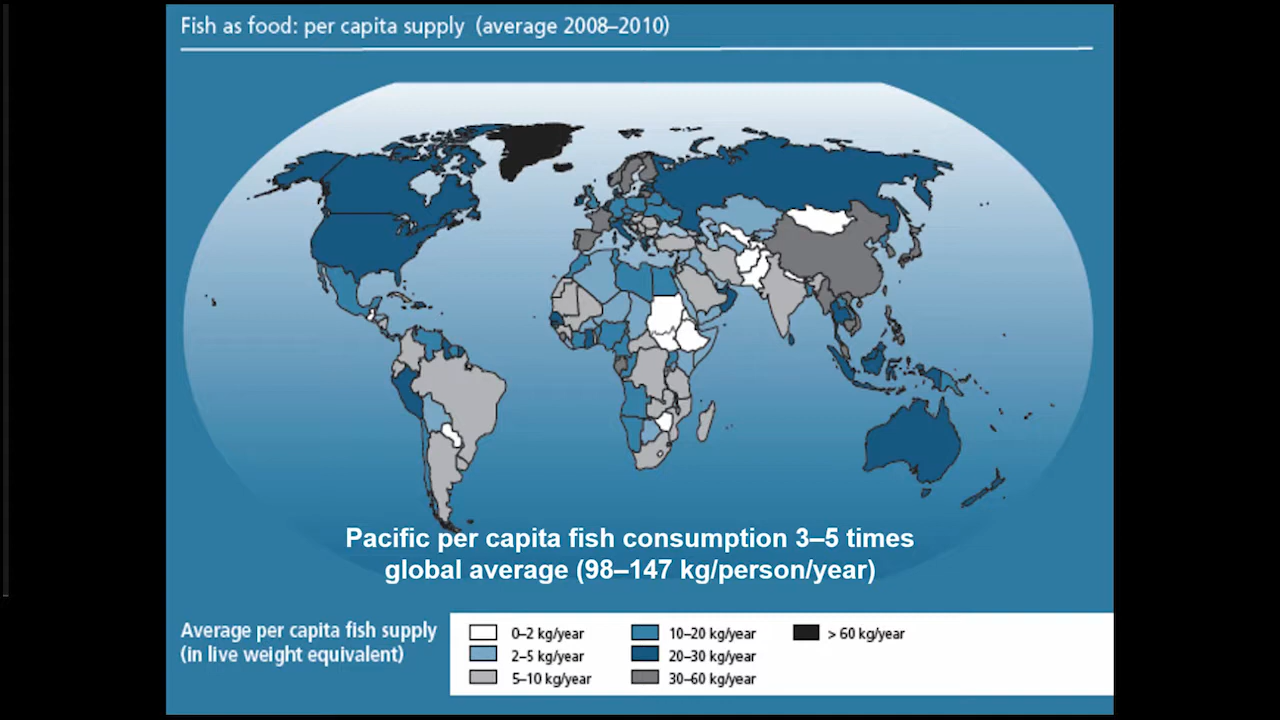 Fish as food: per capita supply (average 2008–2010)
Pacific per capita fish consumption 3–5 times
global average (98–147 kg/person/year)
Average per capita fish supply
(in live weight equivalent)
0–2 kg/year
2–5 kg/year
5–10 kg/year
10–20 kg/year
20–30 kg/year
30–60 kg/year
> 60 kg/year